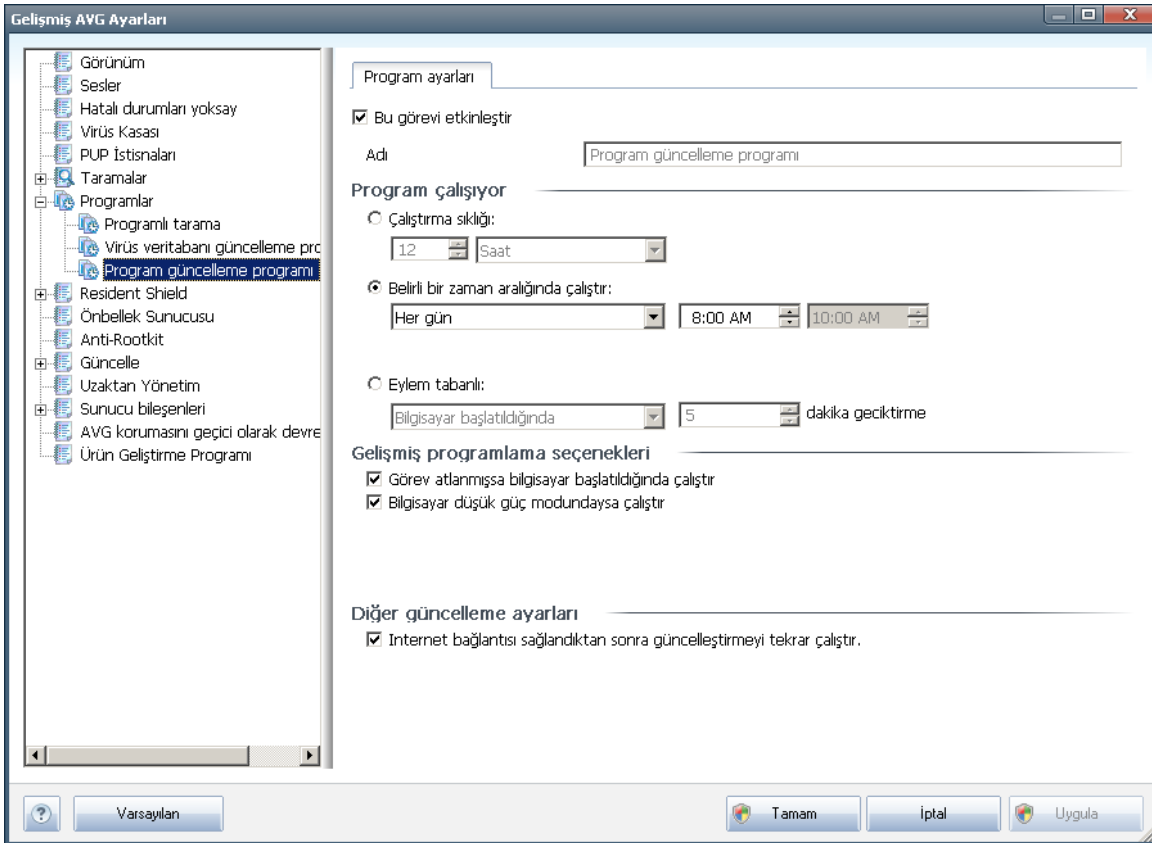 Gelişmiş AVG Ayarları
Görünüm
Sesler
Hatalı durumları yoksay
Virüs Kasası
PUP İstisnaları
Taramalar
Programlar
Programlı tarama
Virüs veritabanı güncelleme pro
Program güncelleme programı
Resident Shield
Önbellek Sunucusu
Anti-Rootkit
Güncelle
Uzaktan Yönetim
Sunucu bileşenleri
AVG korumasını geçici olarak devre
Ürün Geliştirme Programı
Program ayarları
Bu görevi etkinleştir
Adı Program güncelleme programı
Program çalışıyor
Çalıştırma sıklığı:
12 Saat
Belirli bir zaman aralığında çalıştır:
Her gün 8:00 AM 10:00 AM
Eylem tabanlı:
Bilgisayar başlatıldığında 5 dakika geciktirme
Gelişmiş programlama seçenekleri
Görev atlanmışsa bilgisayar başlatıldığında çalıştır
Bilgisayar düşük güç modundaysa çalıştır
Diğer güncelleme ayarları
Internet bağlantısı sağlandıktan sonra güncelleştirmeyi tekrar çalıştır.
? Varsayılan Tamam İptal Uygula